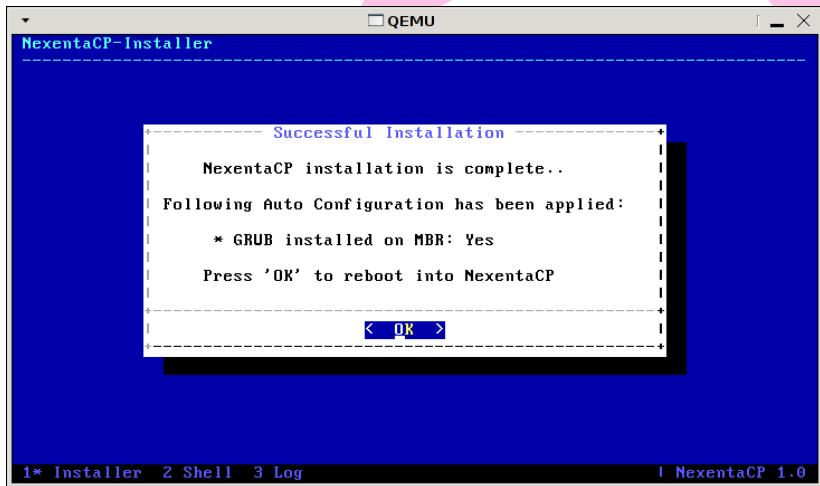 QEMU
NexentaCP-Installer
Successful Installation
NexentaCP installation is complete..
Following Auto Configuration has been applied:
* GRUB installed on MBR: Yes
Press 'OK' to reboot into NexentaCP
< OK >
1* Installer 2 Shell 3 Log | NexentaCP 1.0